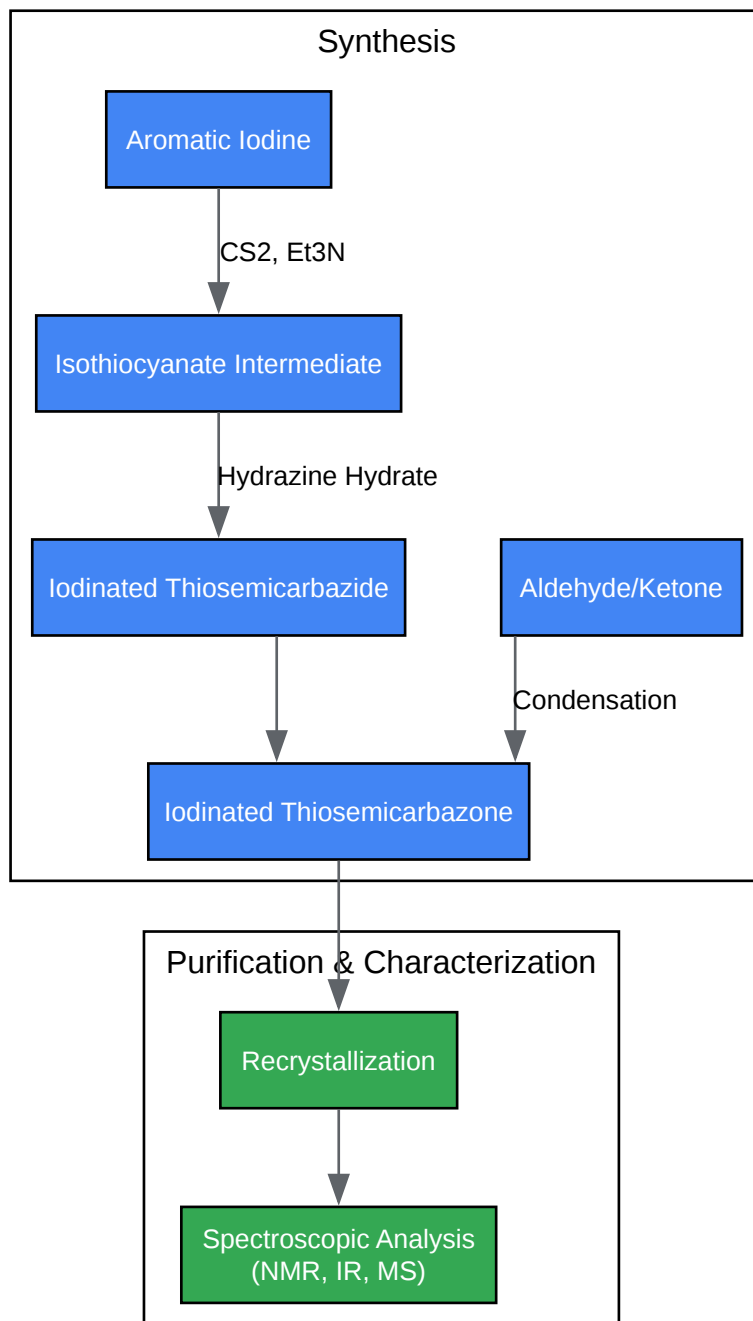 Synthesis
Aromatic Iodine
CS2, Et3N
Isothiocyanate Intermediate
Hydrazine Hydrate
Iodinated Thiosemicarbazide
Aldehyde/Ketone
Condensation
Iodinated Thiosemicarbazone
Purification & Characterization
Recrystallization
Spectroscopic Analysis
(NMR, IR, MS)